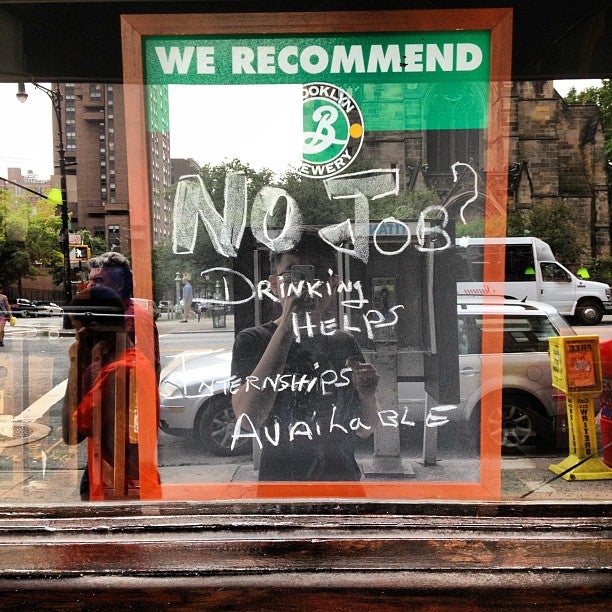 WE RECOMMEND
BROOKLYN
B
BREWERY
No Job?
Drinking
Helps
Internships
Available